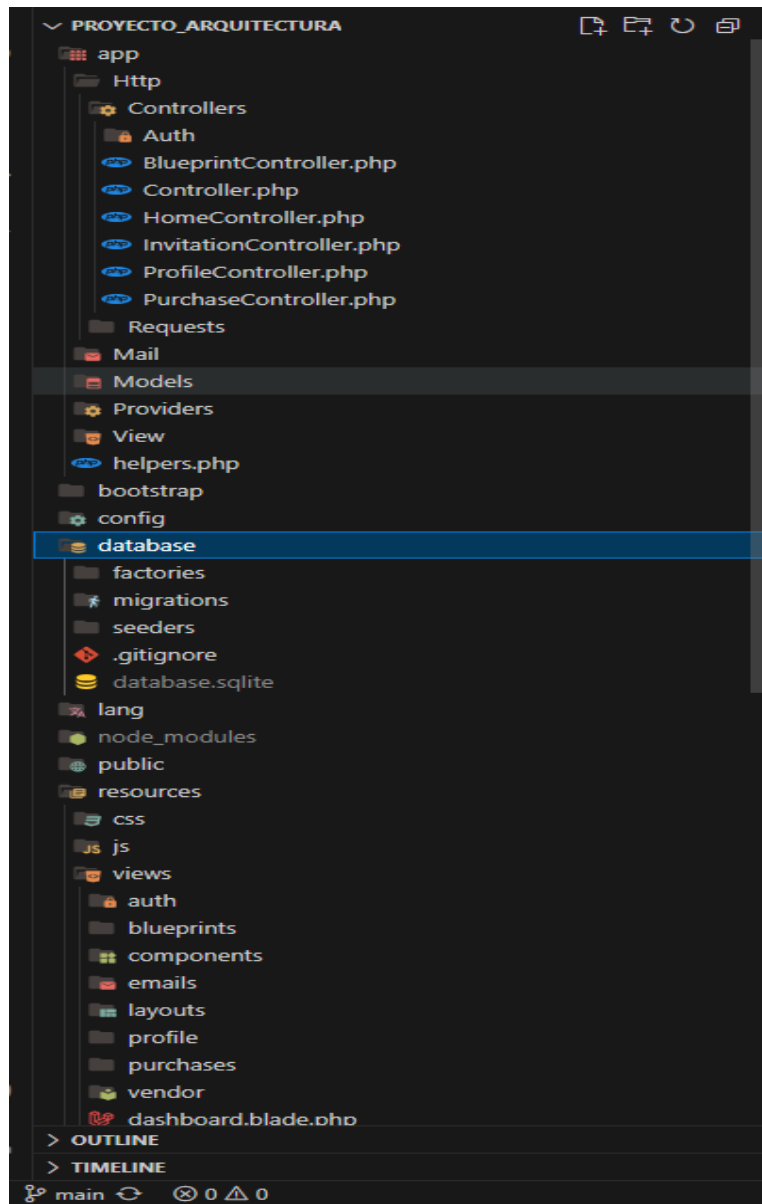 PROYECTO_ARQUITECTURA
app
Http
Controllers
Auth
BlueprintController.php
Controller.php
HomeController.php
InvitationController.php
ProfileController.php
PurchaseController.php
Requests
Mail
Models
Providers
View
helpers.php
bootstrap
config
database
factories
migrations
seeders
.gitignore
database.sqlite
lang
node_modules
public
resources
css
JS js
views
auth
blueprints
components
emails
layouts
profile
purchases
vendor
dashboard.blade.php
OUTLINE
TIMELINE
main 0 0